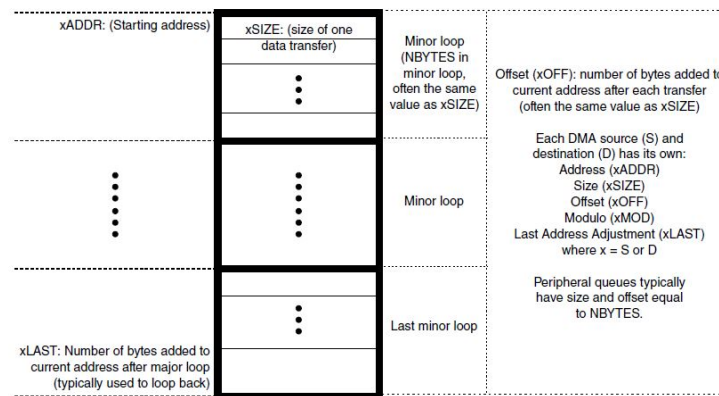 xADDR: (Starting address)
xSIZE: (size of one
data transfer)
Minor loop
(NBYTES in
minor loop,
often the same
value as xSIZE)
Offset (xOFF): number of bytes added to
current address after each transfer
(often the same value as xSIZE)
Each DMA source (S) and
destination (D) has its own:
Address (xADDR)
Size (xSIZE)
Offset (xOFF)
Modulo (xMOD)
Last Address Adjustment (xLAST)
where x = S or D
Minor loop
Peripheral queues typically
have size and offset equal
to NBYTES.
Last minor loop
xLAST: Number of bytes added to
current address after major loop
(typically used to loop back)